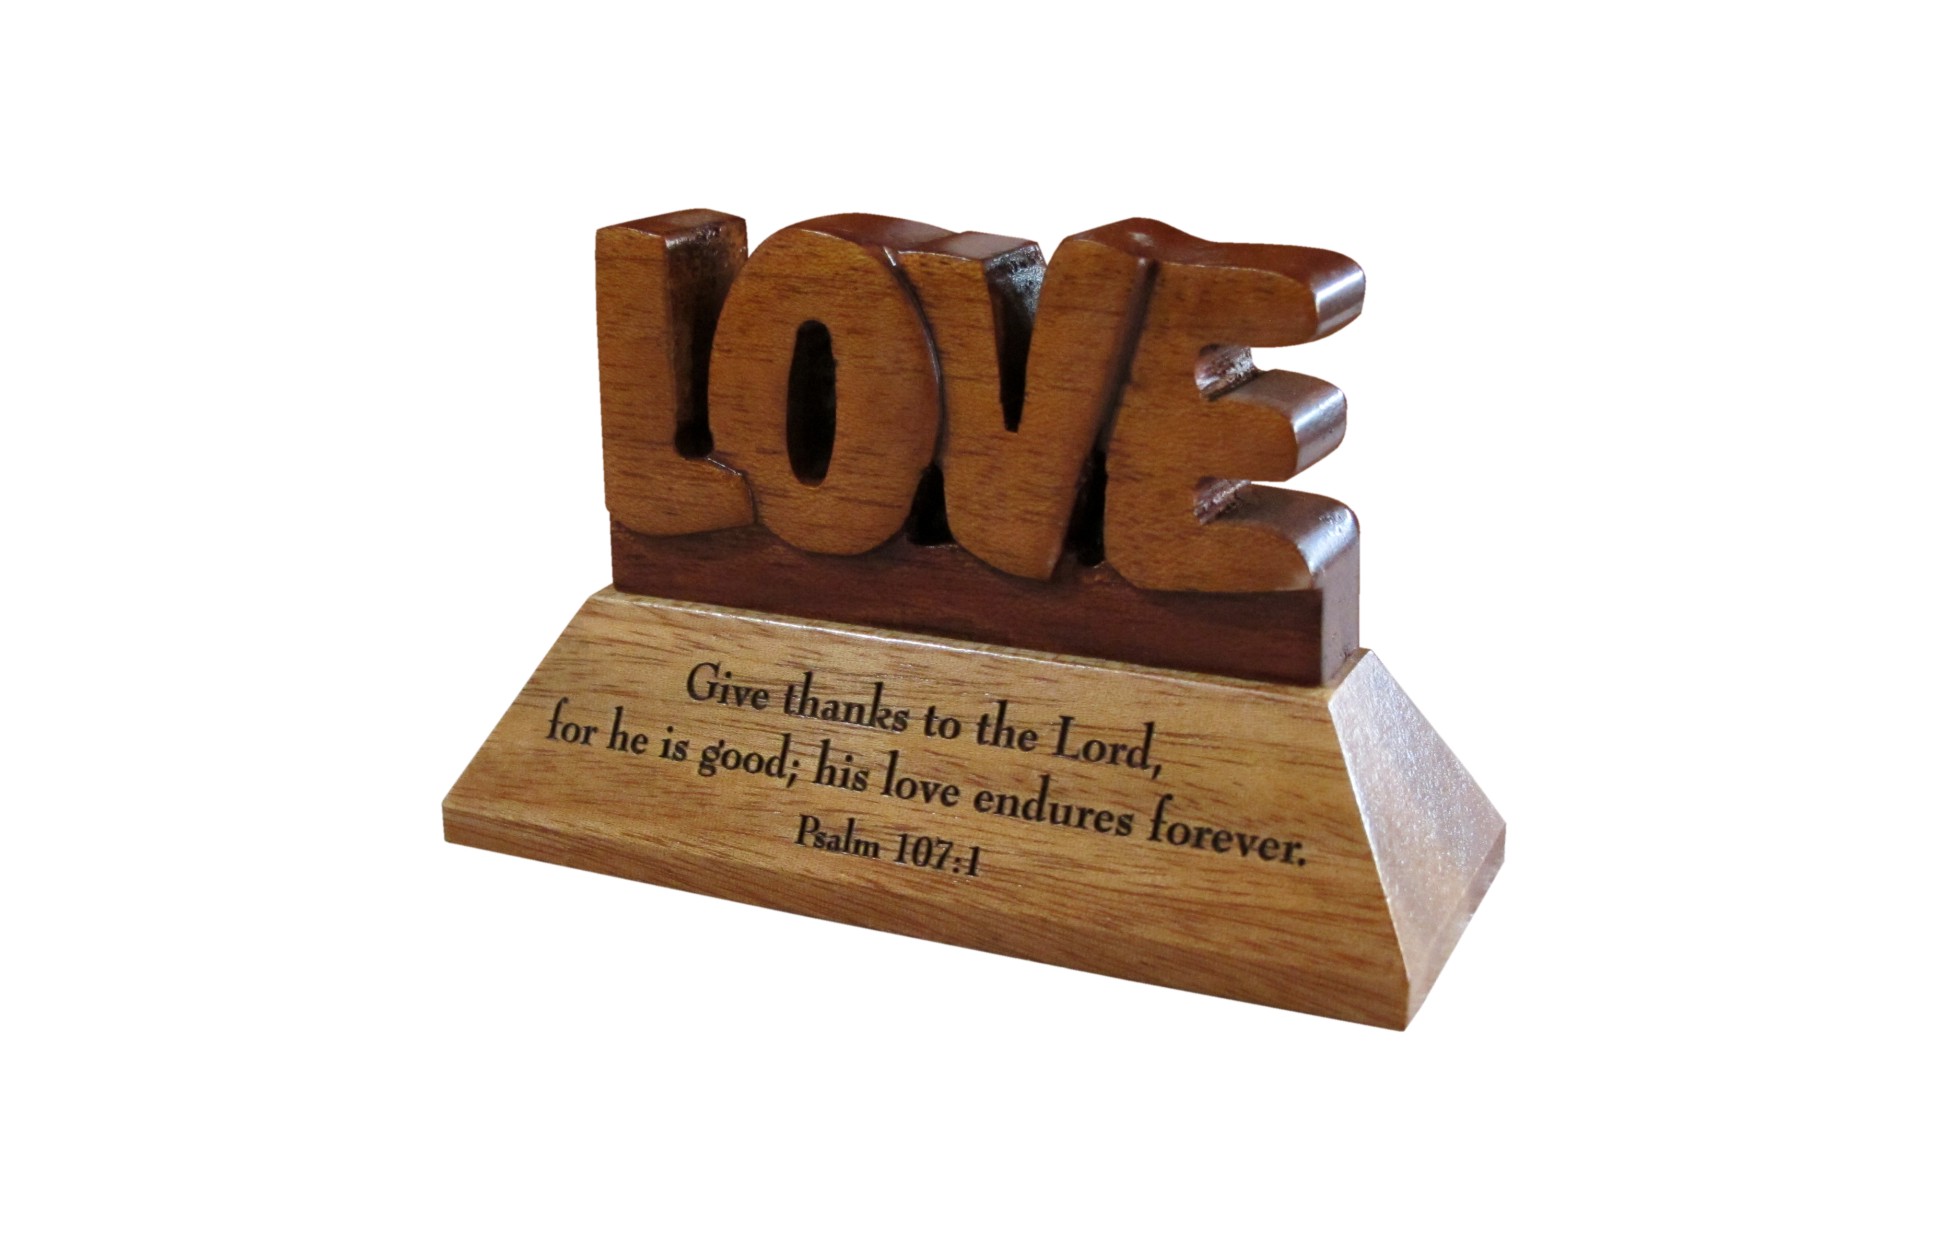 LOVE
Give thanks to the Lord,
for he is good; his love endures forever.
Psalm 107:1